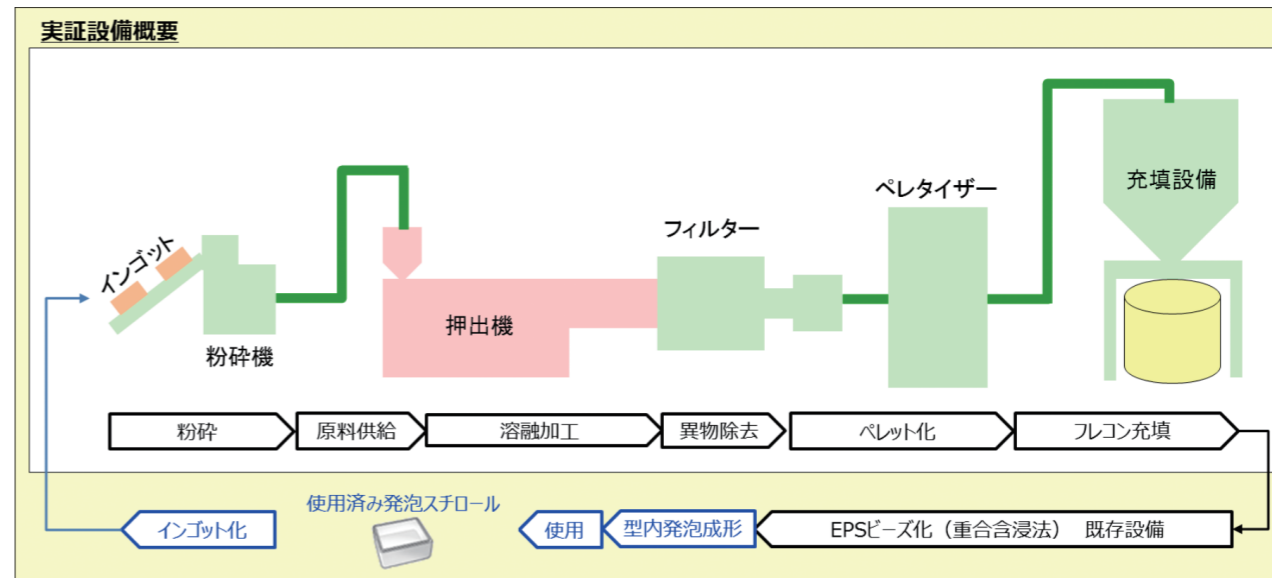 実証設備概要
充填設備
ペレタイザー
フィルター
インゴット
押出機
粉砕機
粉砕
原料供給
溶融加工
異物除去
ペレット化
フレコン充填
使用済み発泡スチロール
インゴット化
使用
型内発泡成形
EPSビーズ化（重合含浸法） 既存設備